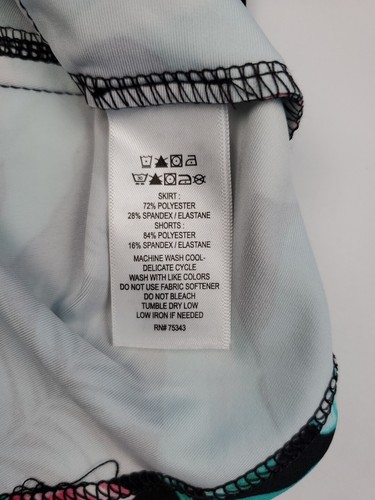 SKIRT :
72% POLYESTER
28% SPANDEX / ELASTANE
SHORTS :
84% POLYESTER
16% SPANDEX / ELASTANE
MACHINE WASH COOL-
DELICATE CYCLE
WASH WITH LIKE COLORS
DO NOT USE FABRIC SOFTENER
DO NOT BLEACH
TUMBLE DRY LOW
LOW IRON IF NEEDED
RN# 75343